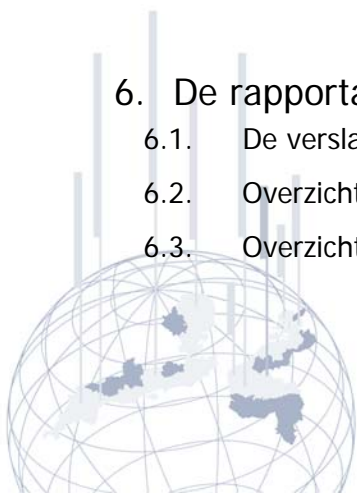 6. De rapporta
6.1. De versla
6.2. Overzicht
6.3. Overzicht